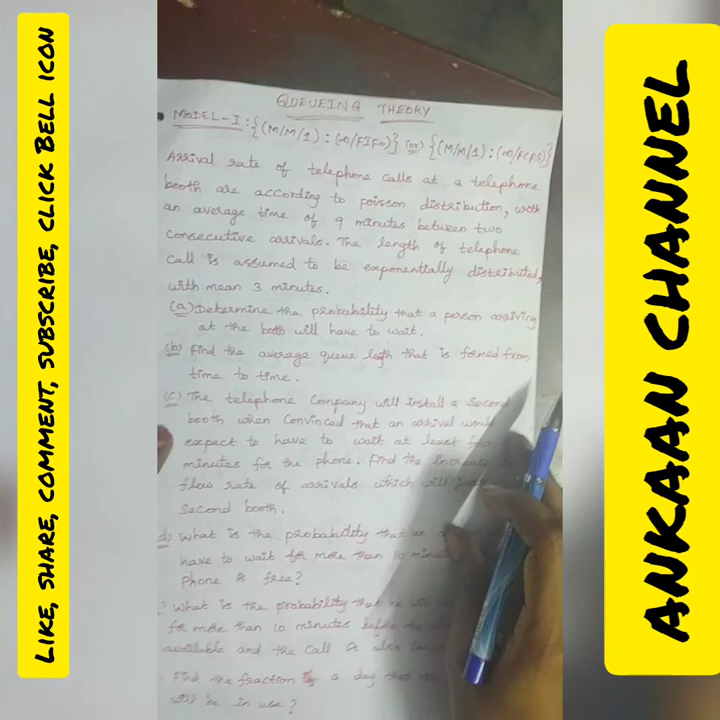 LIKE, SHARE, COMMENT, SUBSCRIBE, CLICK BELL ICON
QUEUEING THEORY
MODEL-I: {(M/M/1) : (∞/FIFO)} (or) {(M/M/1) : (∞/FCFS)}
Arrival rate of telephone calls at a telephone
booth are according to poisson distribution, with
an average time of 9 minutes between two
consecutive arrivals. The length of telephone
call is assumed to be exponentially distributed,
with mean 3 minutes.
(a) Determine the probability that a person arriving
at the both will have to wait.
(b) Find the average queue that is formed from
time to time.
(c) The telephone company will install a second
booth when convinced that an arrival would
expect to have to wait at least
minutes for the phone. Find the increase
flow rate of arrivals which will
second booth.
d) What is the probability that an
have to wait for more than 10
phone is free?
What is the probability that he will
for more than 10 minutes before the
available and the call is also
Find the fraction a day that
will be in use?
ANKAAN CHANNEL